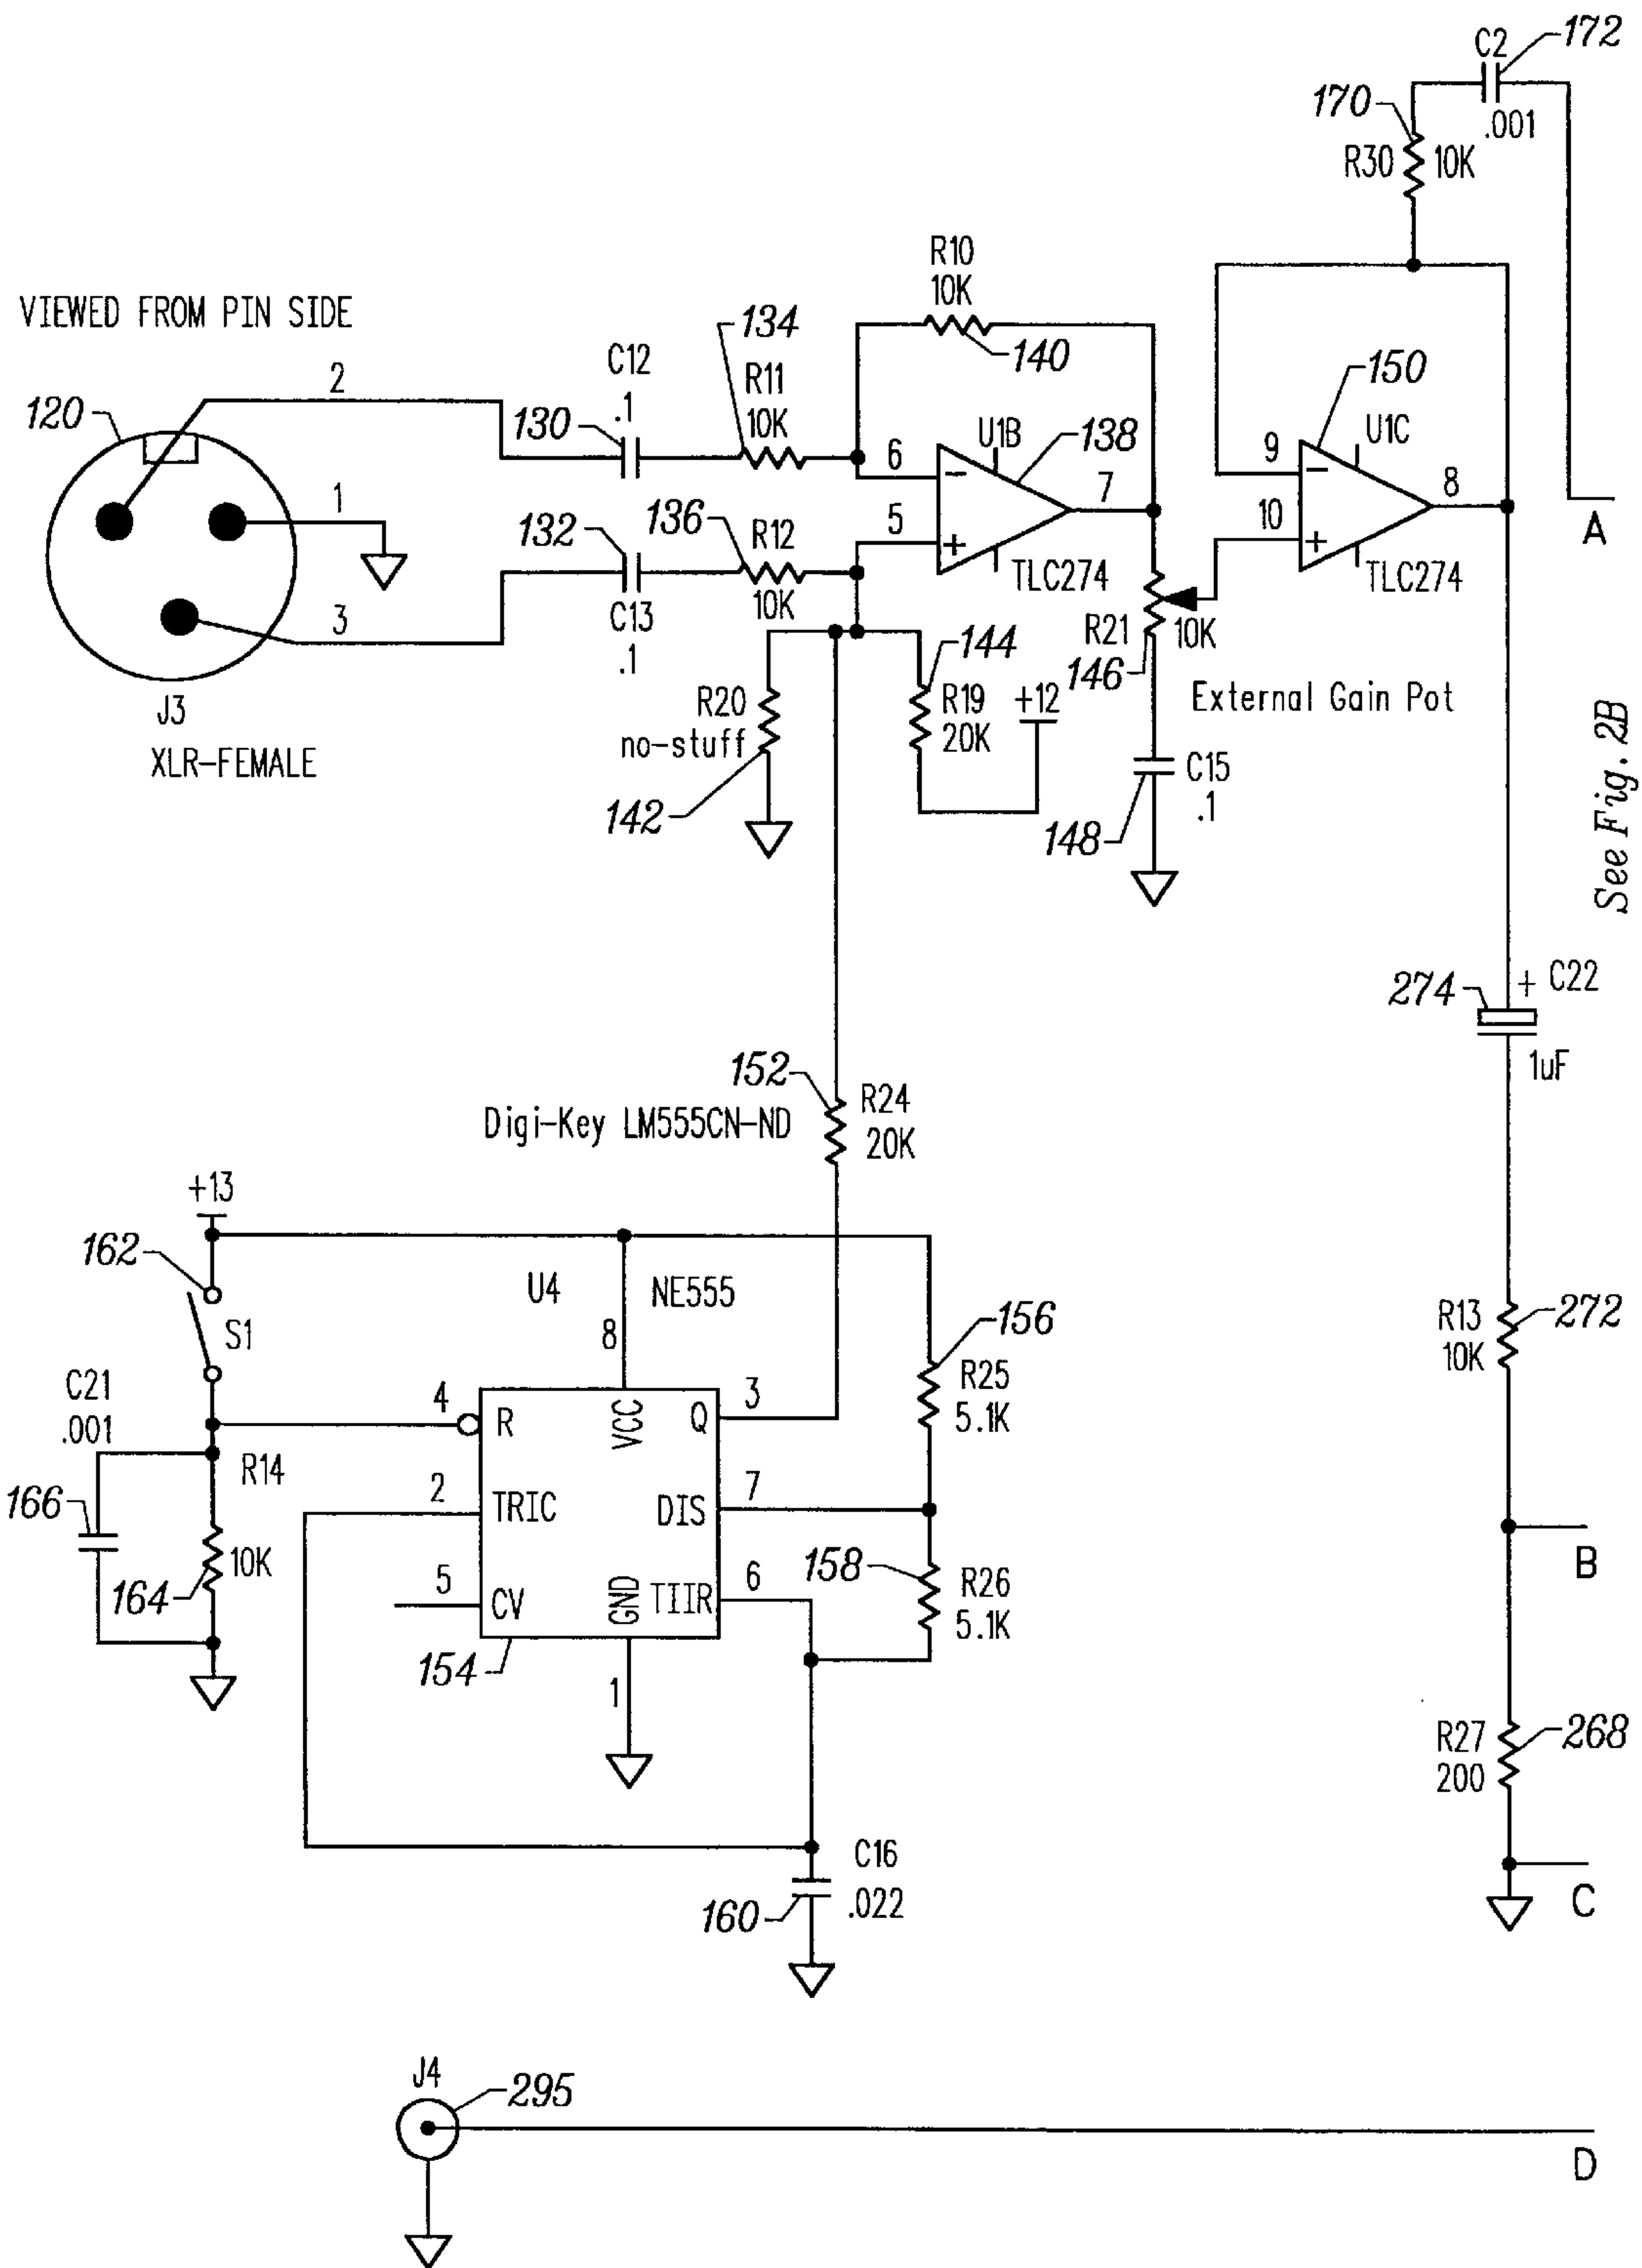 C2
172
170
.001
R30
10K
R10
10K
VIEWED FROM PIN SIDE
134
140
C12
.1
R11
10K
150
2
120
130
U1B
138
U1C
6
−
9
−
7
8
1
132
136
R12
5
+
10
+
A
10K
TLC274
TLC274
C13
.1
3
144
R21
10K
146
J3
R20
no-stuff
R19
20K
+12
External Gain Pot
XLR-FEMALE
C15
.1
142
148
See Fig. 2B
274
+ C22
1uF
152
R24
20K
Digi-Key LM555CN-ND
+13
162
U4
NE555
156
R13
10K
272
S1
8
C21
.001
4
R
VCC
Q
3
R25
5.1K
R14
166
2
TRIC
DIS
7
10K
158
B
164
5
CV
GND
TIIR
6
R26
5.1K
154
1
R27
200
268
C16
.022
160
C
J4
295
D